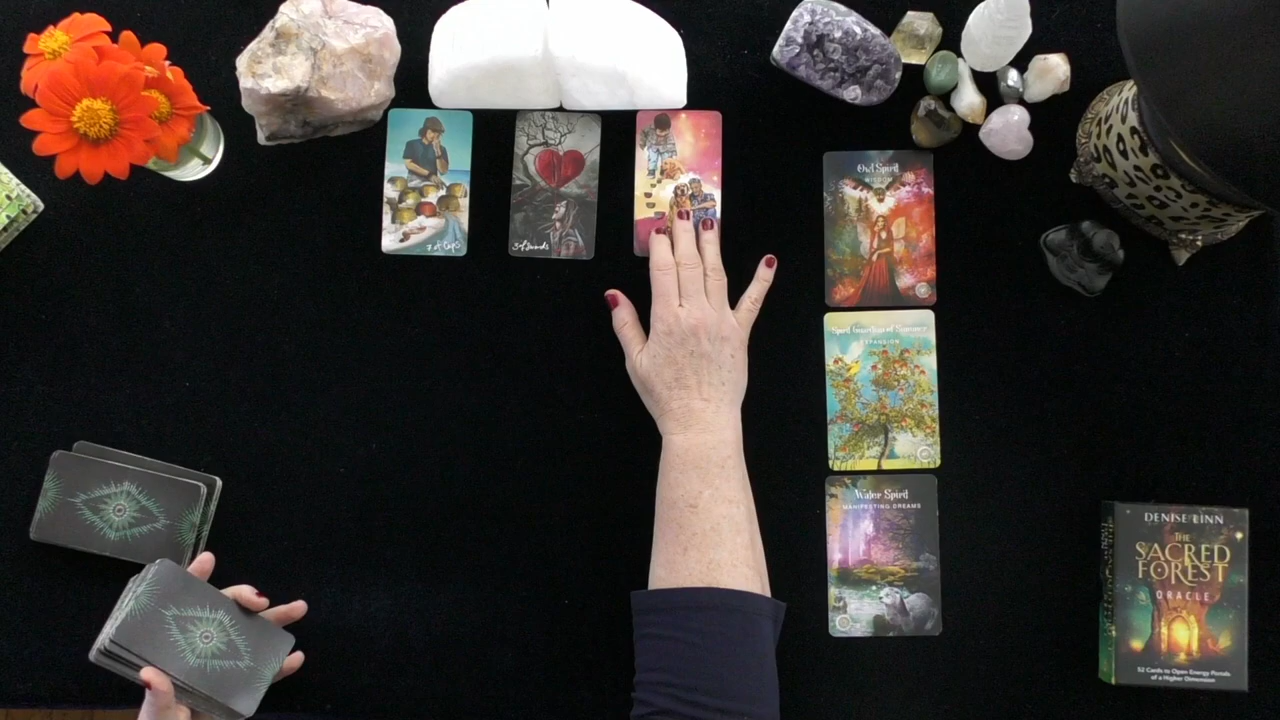 7 of Cups
3 of Swords
Owl Spirit
WISDOM
Spirit Guardian of Summer
EXPANSION
Water Spirit
MANIFESTING DREAMS
DENISE LINN
THE
SACRED
FOREST
ORACLE
52 Cards to Open Energy Portals
of a Higher Dimension